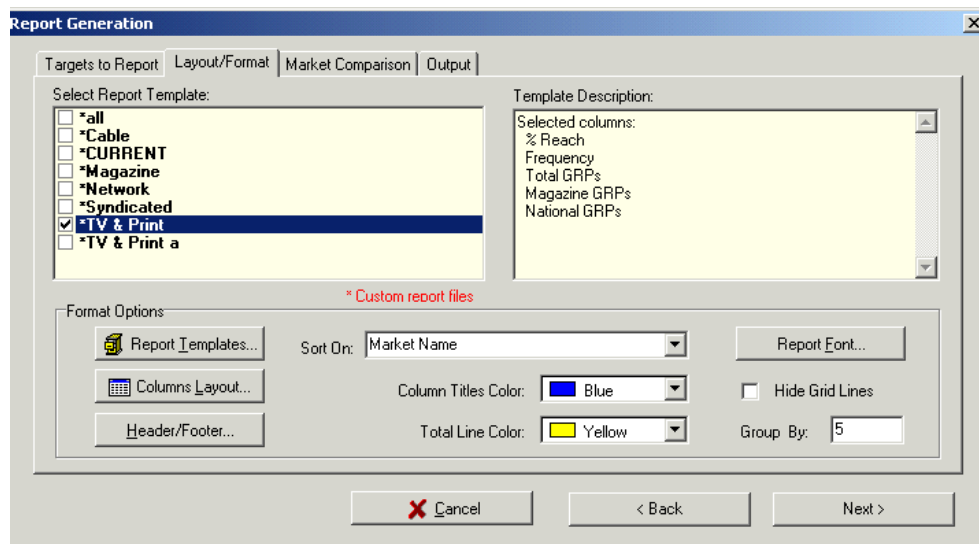 Report Generation
Targets to Report
Layout/Format
Market Comparison
Output
Select Report Template:
*all
*Cable
*CURRENT
*Magazine
*Network
*Syndicated
*TV & Print
*TV & Print a
Template Description:
Selected columns:
% Reach
Frequency
Total GRPs
Magazine GRPs
National GRPs
* Custom report files
Format Options
Report Templates...
Sort On: Market Name
Report Font...
Columns Layout...
Column Titles Color: Blue
Hide Grid Lines
Header/Footer...
Total Line Color: Yellow
Group By: 5
Cancel
< Back
Next >